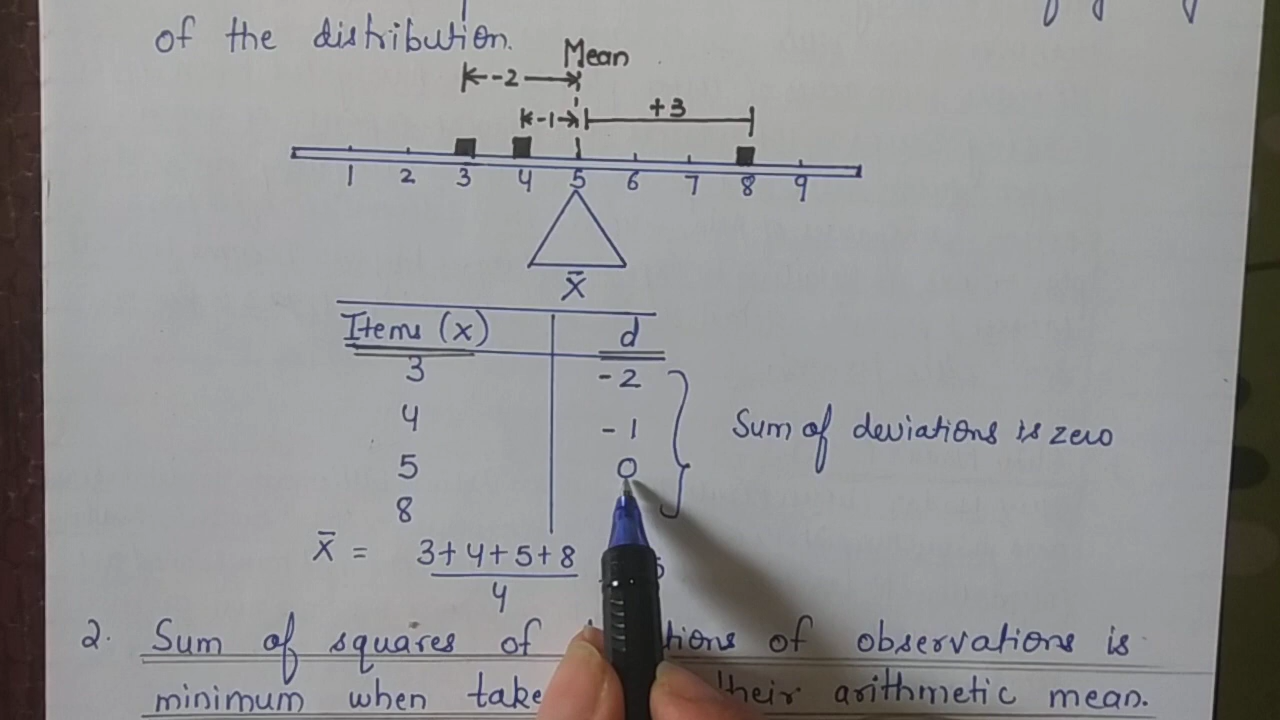 of the distribution.
Mean
-2
-1
+3
1 2 3 4 5 6 7 8 9
x̄
Items (x) d
3 -2
4 -1
5 0
8
Sum of deviations is zero
x̄ = 3+4+5+8
4
2. Sum of squares of of observations is
minimum when their arithmetic mean.